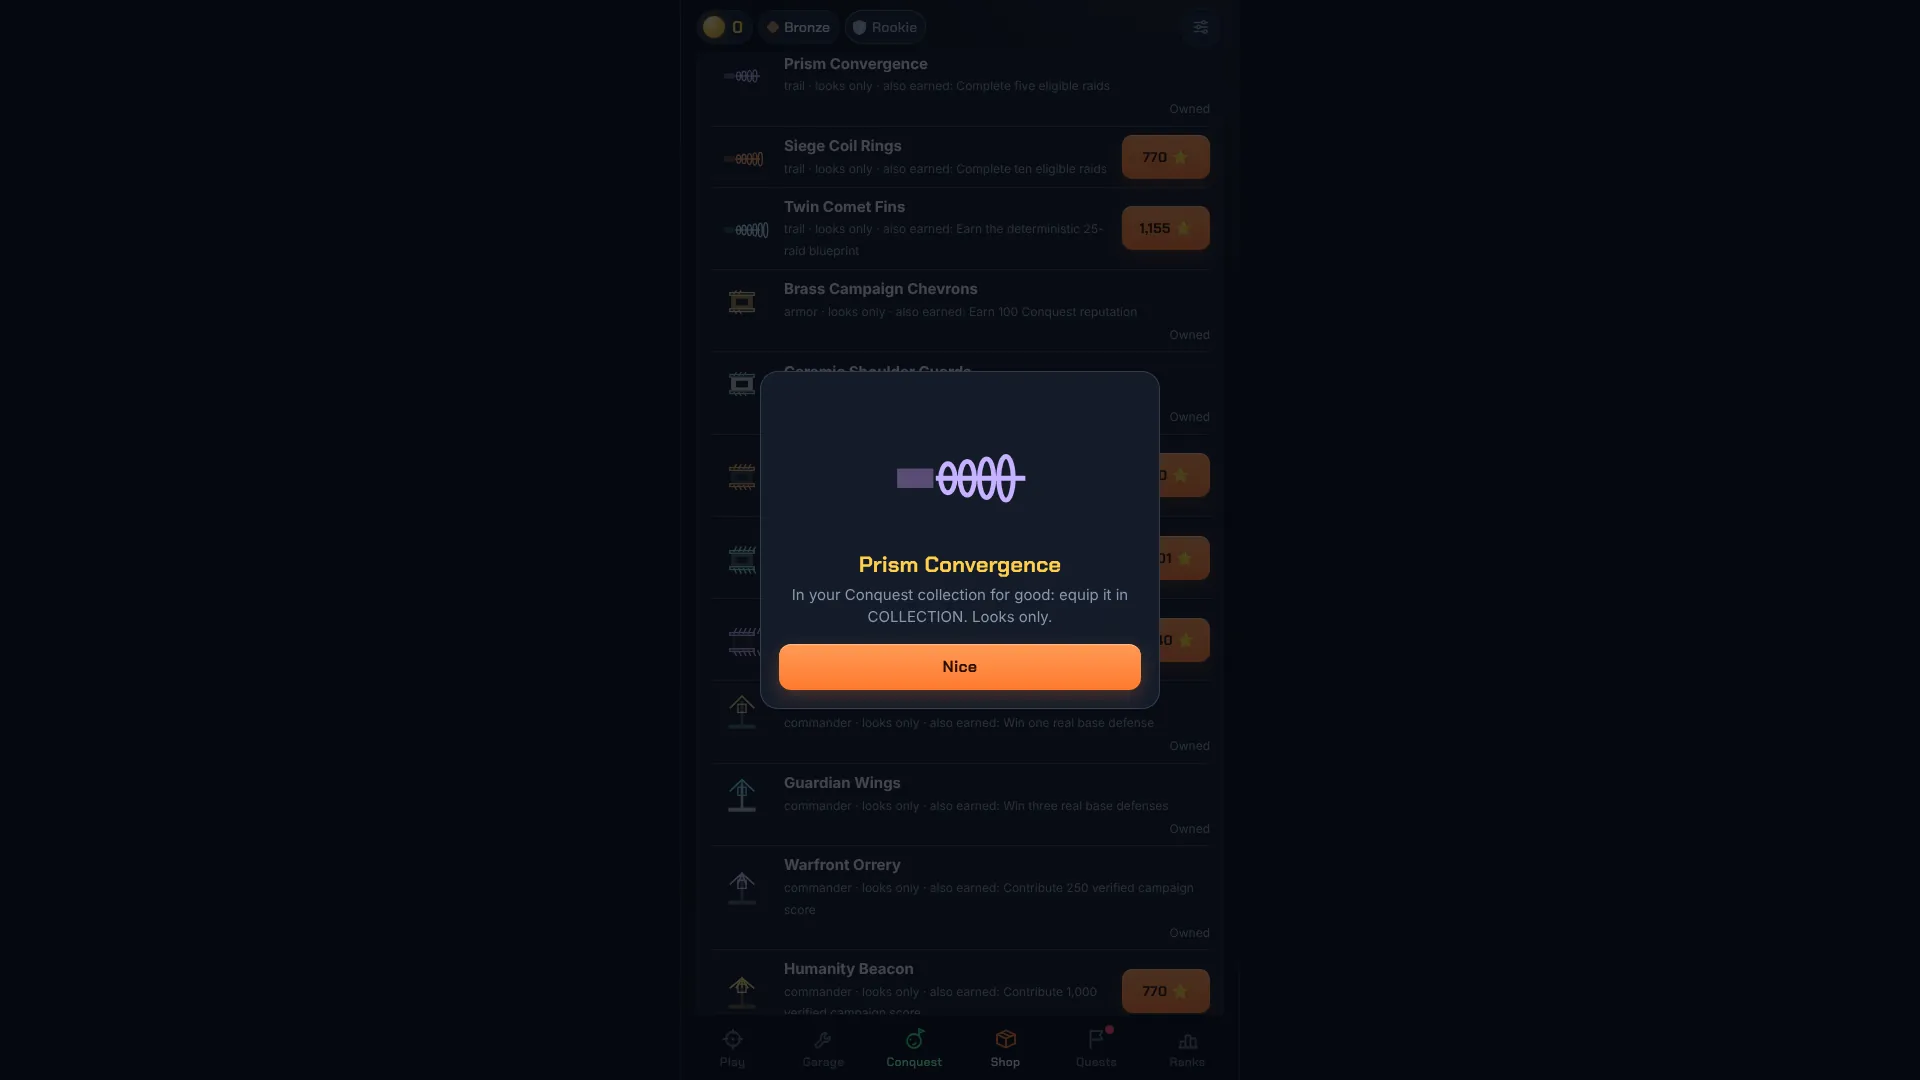 0 Bronze Rookie
Prism Convergence
trail · looks only · also earned: Complete five eligible raids
Owned
Siege Coil Rings
trail · looks only · also earned: Complete ten eligible raids
770
Twin Comet Fins
trail · looks only · also earned: Earn the deterministic 25-
raid blueprint
1,155
Brass Campaign Chevrons
armor · looks only · also earned: Earn 100 Conquest reputation
Owned
Ceramic Shoulder Guards
Owned
Prism Convergence
In your Conquest collection for good: equip it in
COLLECTION. Looks only.
Nice
commander · looks only · also earned: Win one real base defense
Owned
Guardian Wings
commander · looks only · also earned: Win three real base defenses
Owned
Warfront Orrery
commander · looks only · also earned: Contribute 250 verified campaign
score
Owned
Humanity Beacon
commander · looks only · also earned: Contribute 1,000
verified campaign score
770
Play Garage Conquest Shop Quests Ranks